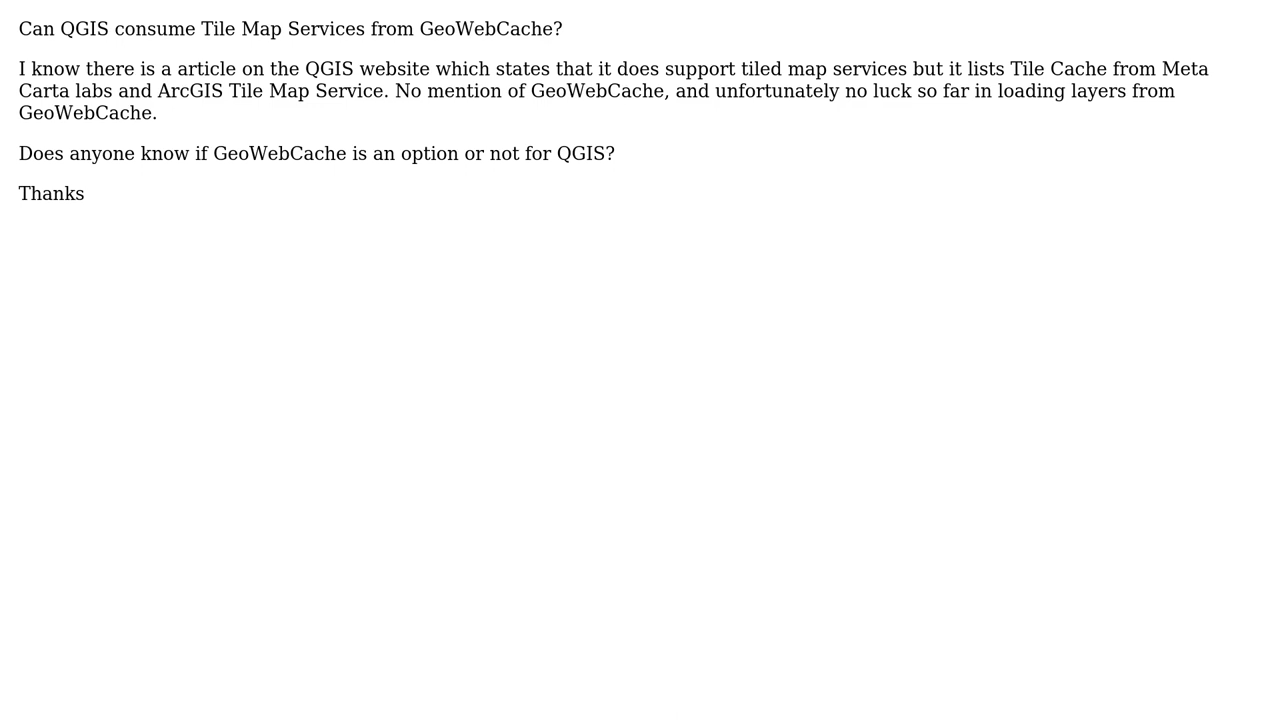 Can QGIS consume Tile Map Services from GeoWebCache?
I know there is a article on the QGIS website which states that it does support tiled map services but it lists Tile Cache from Meta
Carta labs and ArcGIS Tile Map Service. No mention of GeoWebCache, and unfortunately no luck so far in loading layers from
GeoWebCache.
Does anyone know if GeoWebCache is an option or not for QGIS?
Thanks